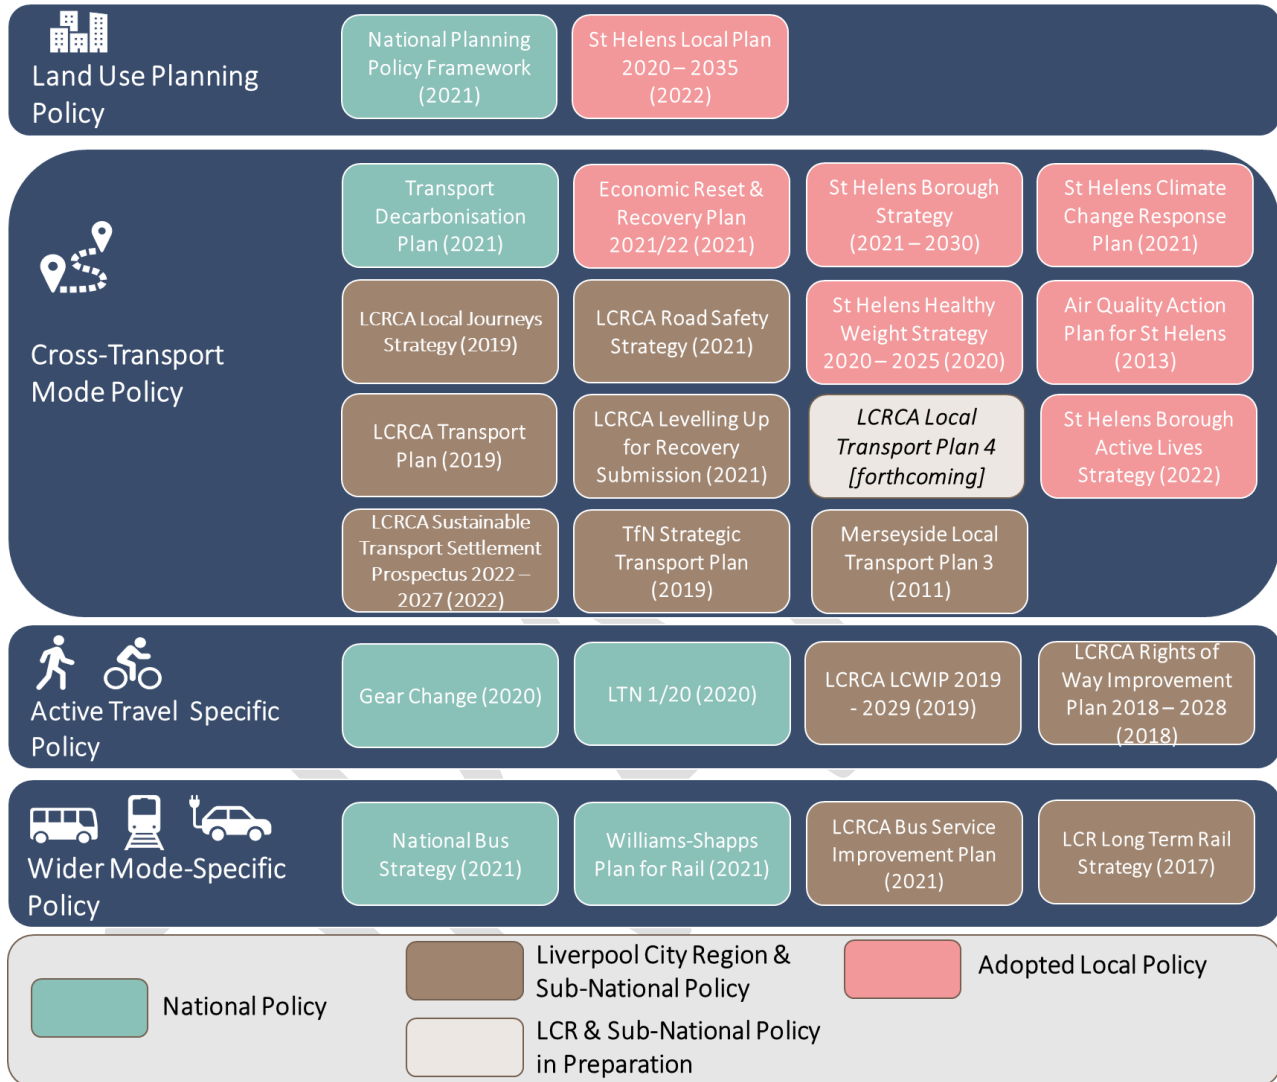 Land Use Planning
Policy
National Planning
Policy Framework
(2021)
St Helens Local Plan
2020 – 2035
(2022)
Cross-Transport
Mode Policy
Transport
Decarbonisation
Plan (2021)
Economic Reset &
Recovery Plan
2021/22 (2021)
St Helens Borough
Strategy
(2021 – 2030)
St Helens Climate
Change Response
Plan (2021)
LCRCA Local Journeys
Strategy (2019)
LCRCA Road Safety
Strategy (2021)
St Helens Healthy
Weight Strategy
2020 – 2025 (2020)
Air Quality Action
Plan for St Helens
(2013)
LCRCA Transport
Plan (2019)
LCRCA Levelling Up
for Recovery
Submission (2021)
LCRCA Local
Transport Plan 4
[forthcoming]
St Helens Borough
Active Lives
Strategy (2022)
LCRCA Sustainable
Transport Settlement
Prospectus 2022 –
2027 (2022)
TfN Strategic
Transport Plan
(2019)
Merseyside Local
Transport Plan 3
(2011)
Active Travel Specific
Policy
Gear Change (2020)
LTN 1/20 (2020)
LCRCA LCWIP 2019
- 2029 (2019)
LCRCA Rights of
Way Improvement
Plan 2018 – 2028
(2018)
Wider Mode-Specific
Policy
National Bus
Strategy (2021)
Williams-Shapps
Plan for Rail (2021)
LCRCA Bus Service
Improvement Plan
(2021)
LCR Long Term Rail
Strategy (2017)
National Policy
Liverpool City Region &
Sub-National Policy
LCR & Sub-National Policy
in Preparation
Adopted Local Policy